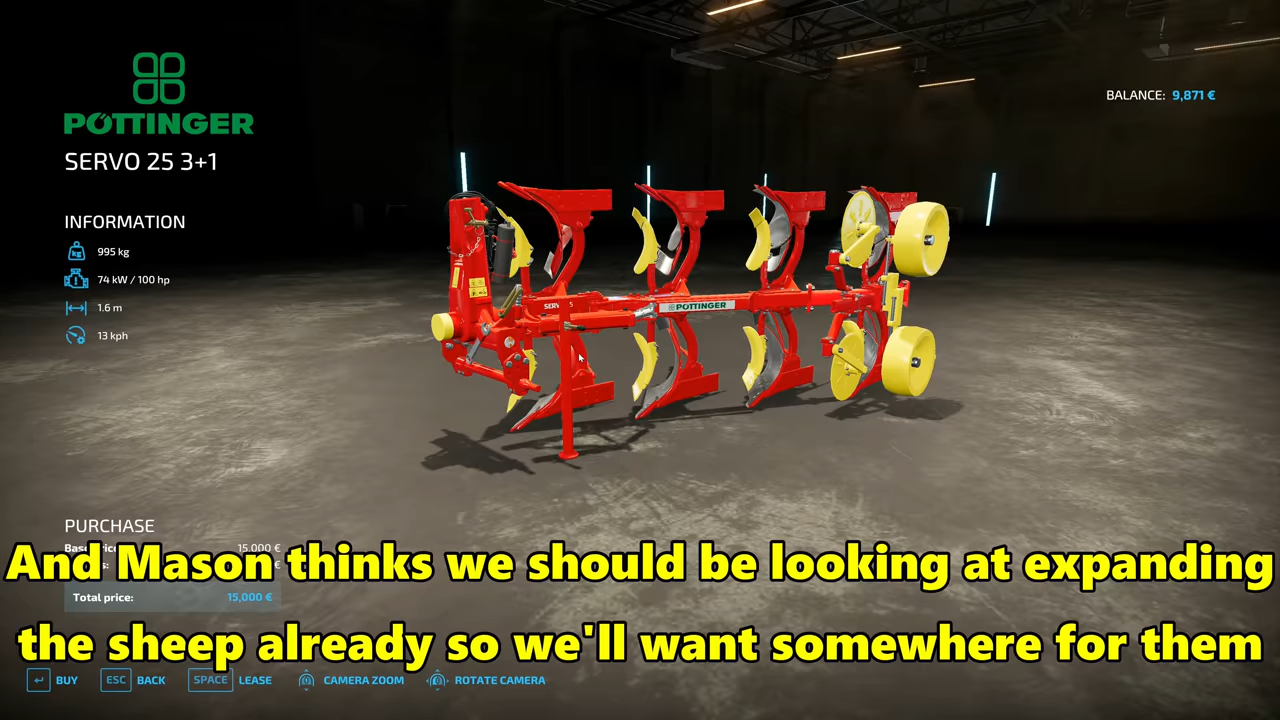 PÖTTINGER
SERVO 25 3+1
BALANCE: 9,871 €
INFORMATION
995 kg
74 kW / 100 hp
1.6 m
13 kph
SERVO 25
PÖTTINGER
PURCHASE
15,000 €
And Mason thinks we should be looking at expanding
Total price: 15,000 €
the sheep already so we'll want somewhere for them
BUY ESC BACK SPACE LEASE CAMERA ZOOM ROTATE CAMERA